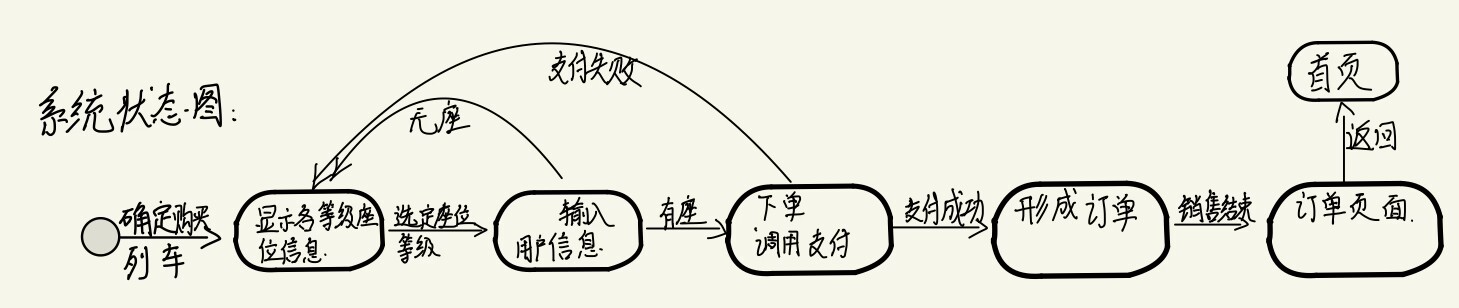 系统状态图:
支付失败
无座
首页
返回
确定购买
列车
显示各等级座
位信息.
选定座位
等级
输入
用户信息.
有座
下单
调用支付
支付成功
形成订单
销售结束
订单页面.